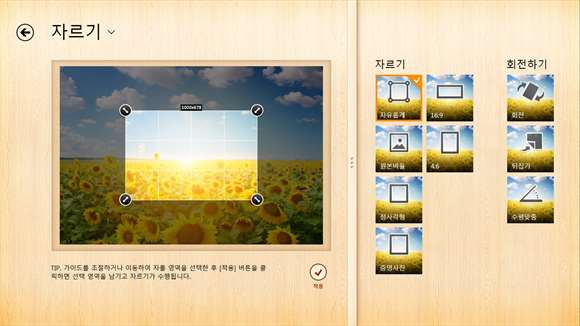 자르기
1000x678
TIP. 가이드를 조절하거나 이동하여 자를 영역을 선택한 후 [적용] 버튼을 클
릭하면 선택 영역을 남기고 자르기가 수행됩니다.
적용
자르기
자유롭게
16:9
원본비율
4:6
정사각형
증명사진
회전하기
회전
뒤집기
수평맞춤